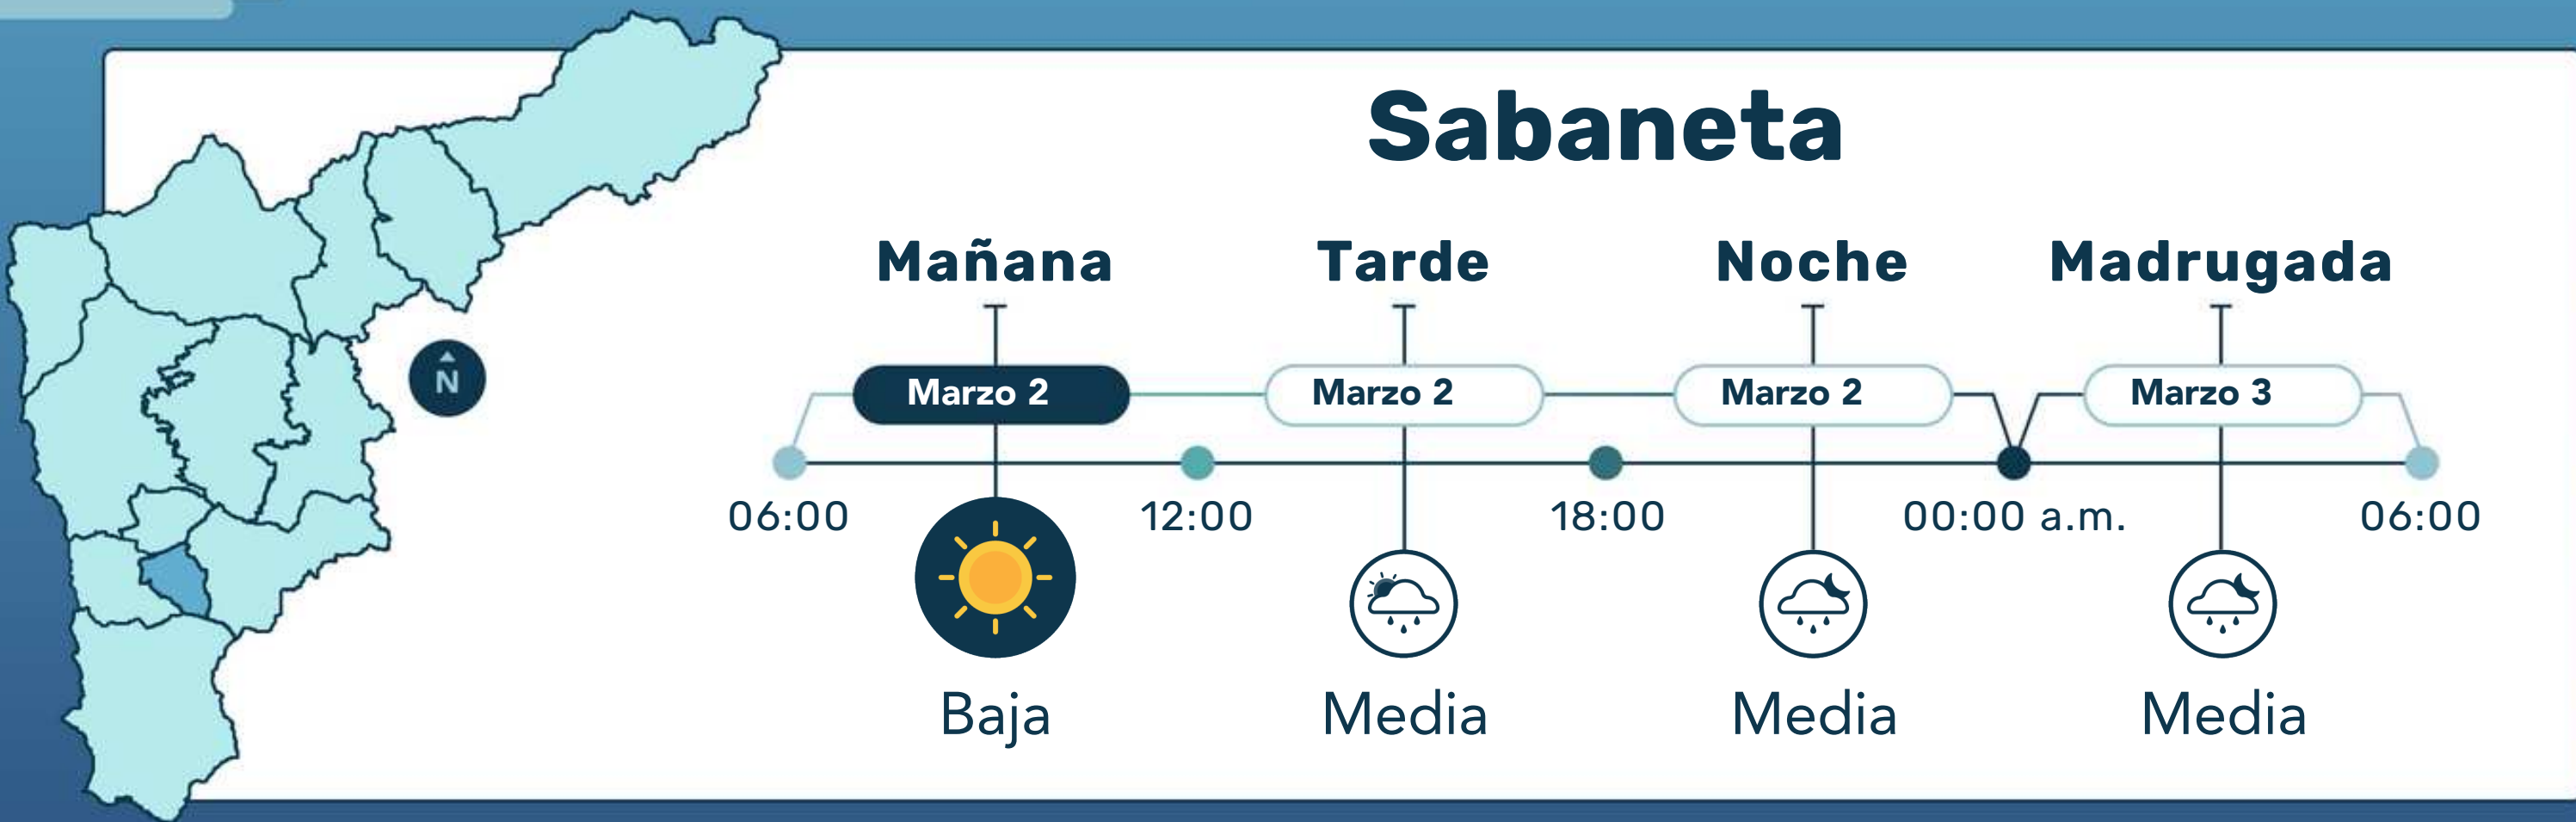 Sabaneta
Mañana Tarde Noche Madrugada
Marzo 2 Marzo 2 Marzo 2 Marzo 3
N
06:00 12:00 18:00 00:00 a.m. 06:00
Baja Media Media Media